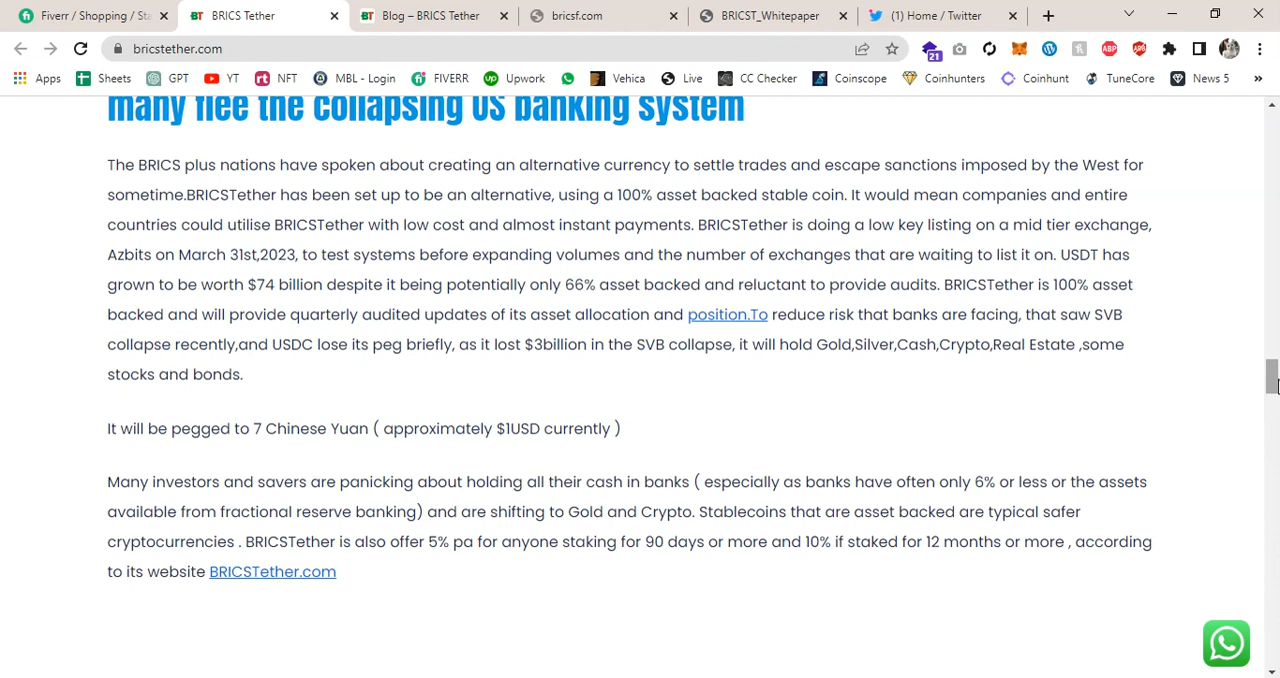 Fiverr / Shopping / Sta
BRICS Tether
Blog – BRICS Tether
bricsf.com
BRICST_Whitepaper
(1) Home / Twitter
bricstether.com
21
ABP
Apps
Sheets
GPT
YT
NFT
MBL - Login
FIVERR
Upwork
Vehica
Live
CC Checker
Coinscope
Coinhunters
Coinhunt
TuneCore
News 5
»
many flee the collapsing US banking system
The BRICS plus nations have spoken about creating an alternative currency to settle trades and escape sanctions imposed by the West for
sometime.BRICSTether has been set up to be an alternative, using a 100% asset backed stable coin. It would mean companies and entire
countries could utilise BRICSTether with low cost and almost instant payments. BRICSTether is doing a low key listing on a mid tier exchange,
Azbits on March 31st,2023, to test systems before expanding volumes and the number of exchanges that are waiting to list it on. USDT has
grown to be worth $74 billion despite it being potentially only 66% asset backed and reluctant to provide audits. BRICSTether is 100% asset
backed and will provide quarterly audited updates of its asset allocation and position.To reduce risk that banks are facing, that saw SVB
collapse recently,and USDC lose its peg briefly, as it lost $3billion in the SVB collapse, it will hold Gold,Silver,Cash,Crypto,Real Estate ,some
stocks and bonds.
It will be pegged to 7 Chinese Yuan ( approximately $1USD currently )
Many investors and savers are panicking about holding all their cash in banks ( especially as banks have often only 6% or less or the assets
available from fractional reserve banking) and are shifting to Gold and Crypto. Stablecoins that are asset backed are typical safer
cryptocurrencies . BRICSTether is also offer 5% pa for anyone staking for 90 days or more and 10% if staked for 12 months or more , according
to its website BRICSTether.com